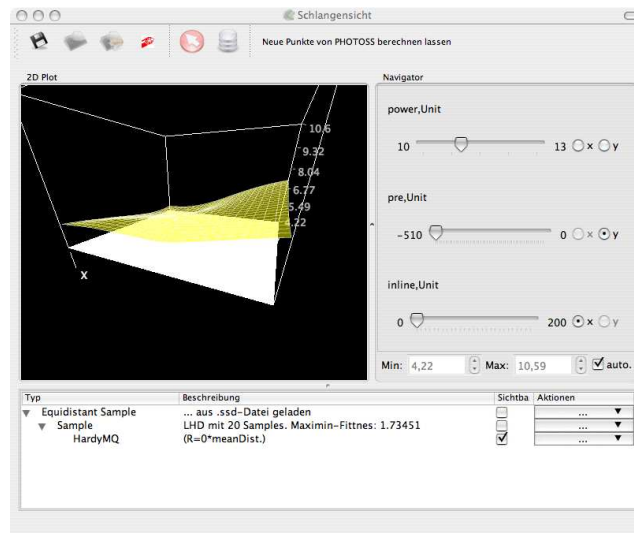 Schlangensicht
Neue Punkte von PHOTOSS berechnen lassen
2D Plot
Navigator
10,6
9.32
8.04
6.27
5.49
4.22
X
power,Unit
10 13 x y
pre,Unit
-510 0 x y
inline,Unit
0 200 x y
Min: 4,22 Max: 10,59 auto.
Typ Beschreibung Sichtba Aktionen
Equidistant Sample ... aus .ssd-Datei geladen ...
Sample LHD mit 20 Samples. Maximin-Fittnes: 1.73451 ...
HardyMQ (R=0*meanDist.) ...